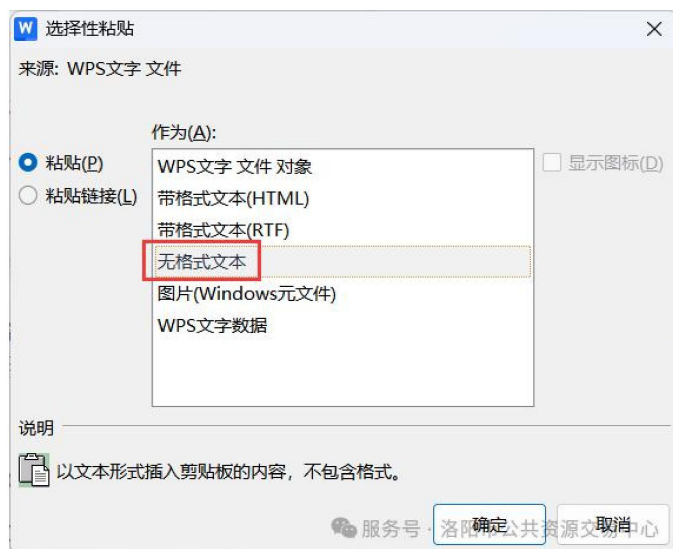 W 选择性粘贴
来源: WPS文字 文件
作为(A):
粘贴(P)
粘贴链接(L)
WPS文字 文件 对象
带格式文本(HTML)
带格式文本(RTF)
无格式文本
图片(Windows元文件)
WPS文字数据
显示图标(D)
说明
以文本形式插入剪贴板的内容，不包含格式。
确定
取消
服务号 · 洛阳市公共资源交易中心